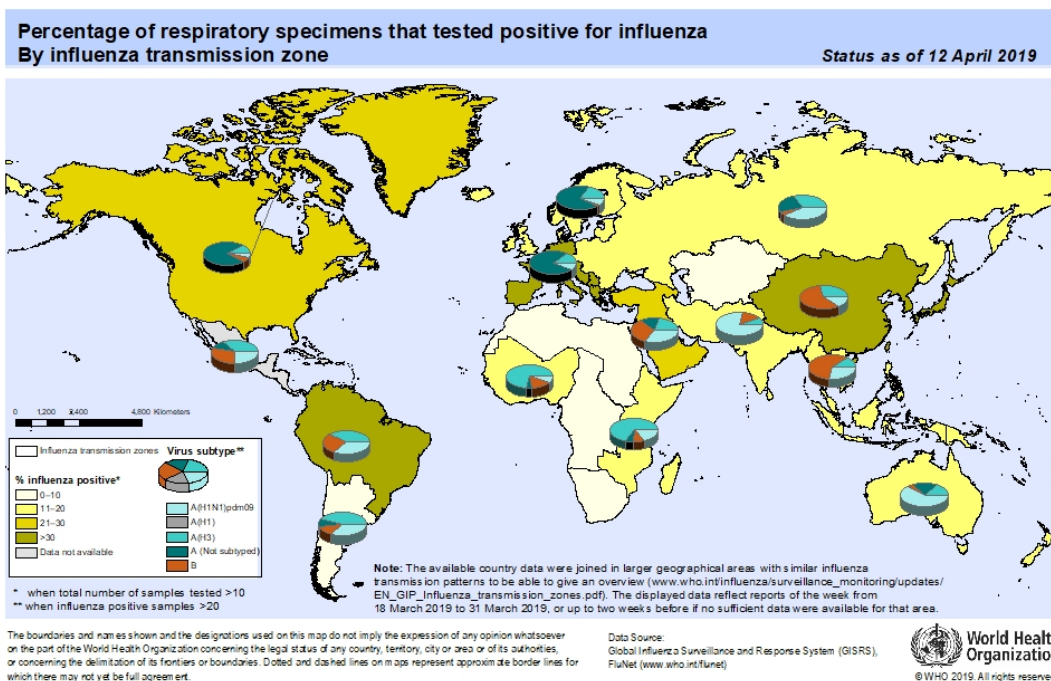 Percentage of respiratory specimens that tested positive for influenza
By influenza transmission zone
Status as of 12 April 2019
0 1,200 2,400 4,800 Kilometers
Influenza transmission zones
% influenza positive*
0–10
11–20
21–30
>30
Data not available
Virus subtype**
A(H1N1)pdm09
A(H1)
A(H3)
A (Not subtyped)
B
* when total number of samples tested >10
** when influenza positive samples >20
Note: The available country data were joined in larger geographical areas with similar influenza
transmission patterns to be able to give an overview (www.who.int/influenza/surveillance_monitoring/updates/
EN_GIP_Influenza_transmission_zones.pdf). The displayed data reflect reports of the week from
18 March 2019 to 31 March 2019, or up to two weeks before if no sufficient data were available for that area.
The boundaries and names shown and the designations used on this map do not imply the expression of any opinion whatsoever
on the part of the World Health Organization concerning the legal status of any country, territory, city or area or of its authorities,
or concerning the delimitation of its frontiers or boundaries. Dotted and dashed lines on maps represent approximate border lines for
which there may not yet be full agreement.
Data Source:
Global Influenza Surveillance and Response System (GISRS),
FluNet (www.who.int/flunet)
World Healt
Organizatio
© WHO 2019. All rights reserve